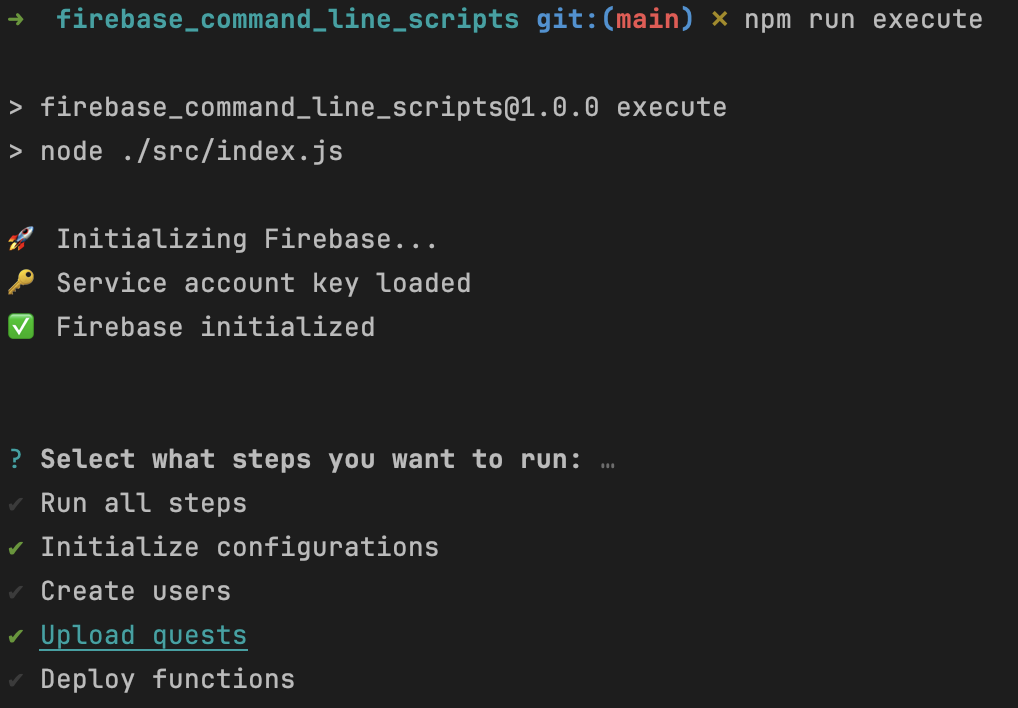 ➜  firebase_command_line_scripts git:(main) ✗ npm run execute
> firebase_command_line_scripts@1.0.0 execute
> node ./src/index.js
🚀 Initializing Firebase...
🔑 Service account key loaded
✅ Firebase initialized
? Select what steps you want to run: …
✔ Run all steps
✔ Initialize configurations
✔ Create users
✔ Upload quests
✔ Deploy functions